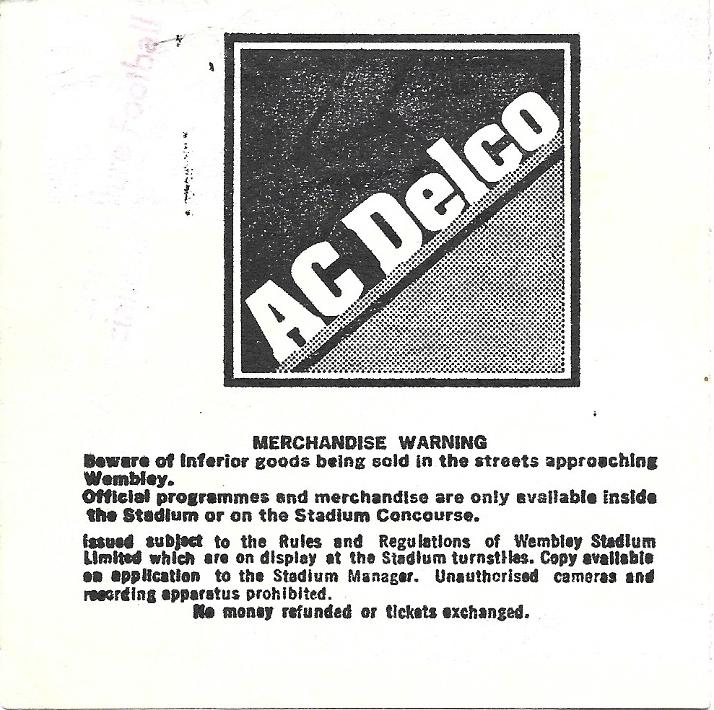 Pure Football
AC Delco
MERCHANDISE WARNING
Beware of inferior goods being sold in the streets approaching
Wembley.
Official programmes and merchandise are only available inside
the Stadium or on the Stadium Concourse.
issued subject to the Rules and Regulations of Wembley Stadium
Limited which are on display at the Stadium turnstiles. Copy available
on application to the Stadium Manager. Unauthorised cameras and
recording apparatus prohibited.
No money refunded or tickets exchanged.